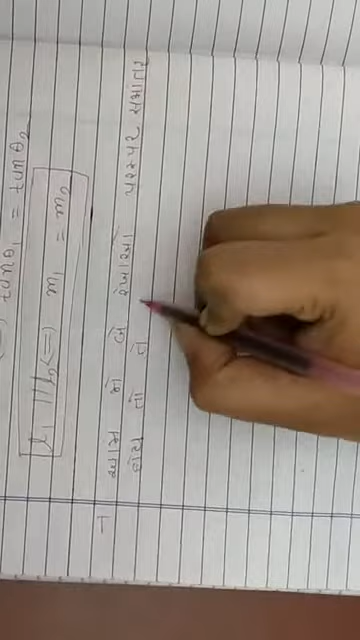 ⇔ tanθ₁ = tanθ₂
l₁ || l₂ ⇔ m₁ = m₂
→ આમ જો બે રેખાઓ પરસ્પર સમાંતર
હોય તો તે